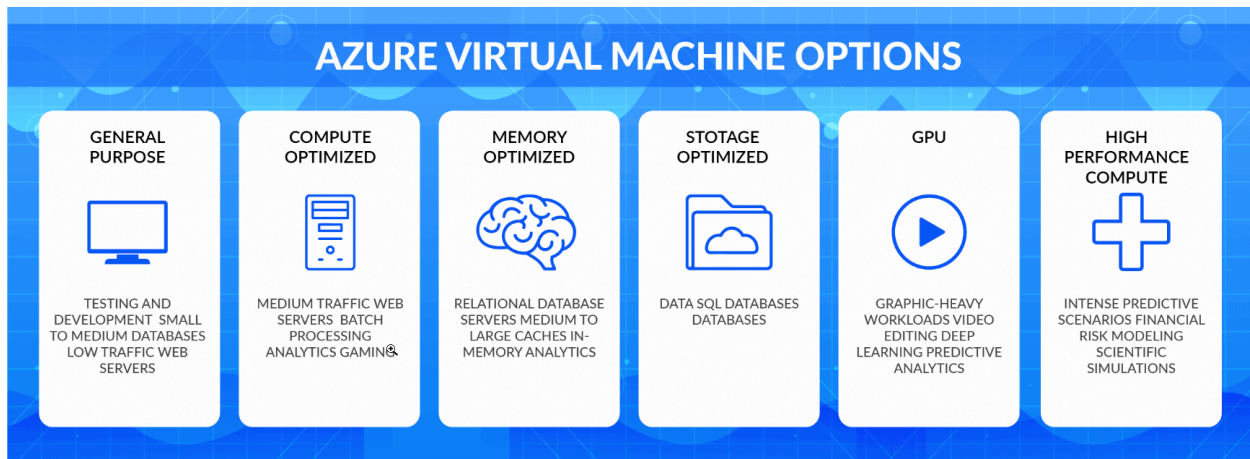 AZURE VIRTUAL MACHINE OPTIONS
GENERAL
PURPOSE
TESTING AND
DEVELOPMENT SMALL
TO MEDIUM DATABASES
LOW TRAFFIC WEB
SERVERS
COMPUTE
OPTIMIZED
MEDIUM TRAFFIC WEB
SERVERS BATCH
PROCESSING
ANALYTICS GAMING
MEMORY
OPTIMIZED
RELATIONAL DATABASE
SERVERS MEDIUM TO
LARGE CACHES IN-
MEMORY ANALYTICS
STOTAGE
OPTIMIZED
DATA SQL DATABASES
DATABASES
GPU
GRAPHIC-HEAVY
WORKLOADS VIDEO
EDITING DEEP
LEARNING PREDICTIVE
ANALYTICS
HIGH
PERFORMANCE
COMPUTE
INTENSE PREDICTIVE
SCENARIOS FINANCIAL
RISK MODELING
SCIENTIFIC
SIMULATIONS